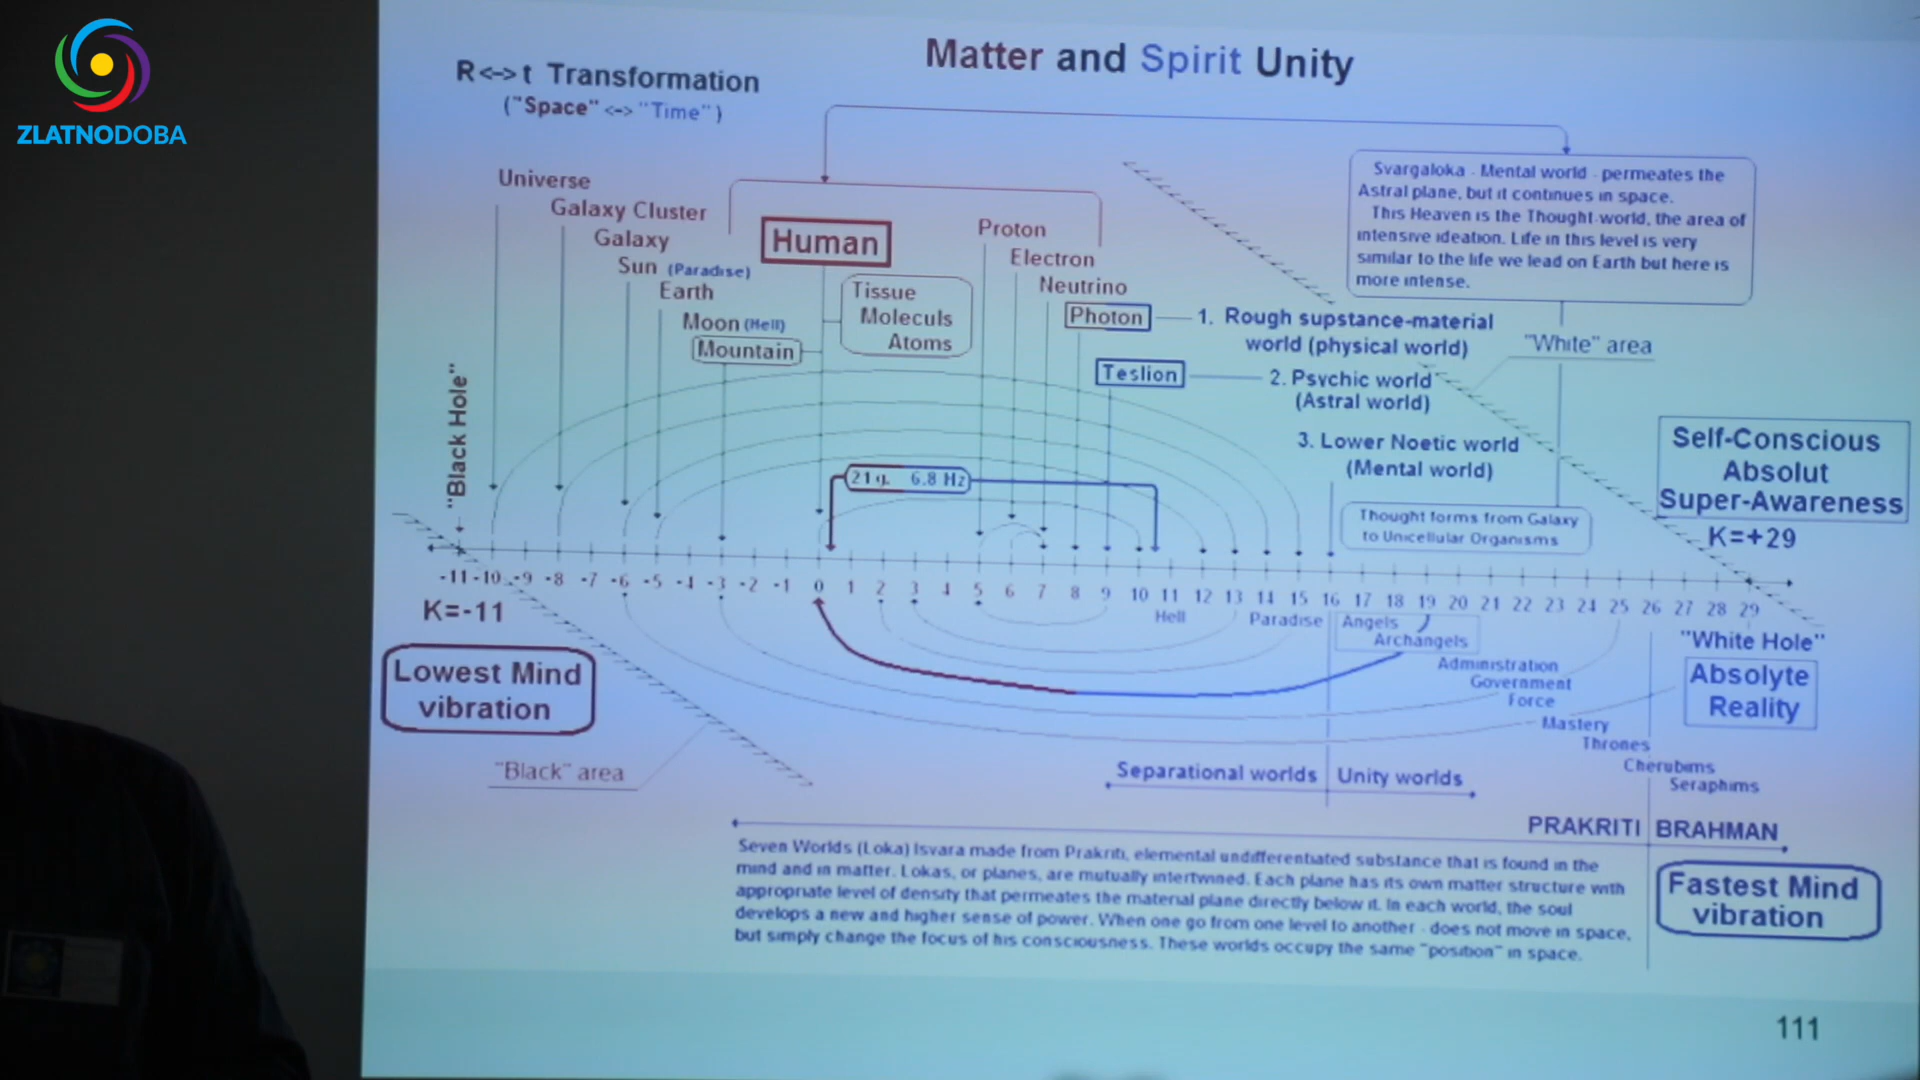 ZLATNODOBA
Matter and Spirit Unity
R<->t Transformation
("Space" <-> "Time")
Universe
Galaxy Cluster
Galaxy
Sun (Paradise)
Earth
Moon (Hell)
Mountain
Human
Tissue
Moleculs
Atoms
Proton
Electron
Neutrino
Photon
Teslion
1. Rough supstance-material
world (physical world)
2. Psychic world
(Astral world)
3. Lower Noetic world
(Mental world)
Svargaloka - Mental world - permeates the
Astral plane, but it continues in space.
This Heaven is the Thought-world, the area of
intensive ideation. Life in this level is very
similar to the life we lead on Earth but here is
more intense.
"White" area
Self-Conscious
Absolut
Super-Awareness
K=+29
Thought forms from Galaxy
to Unicellular Organisms
"Black Hole"
21 g. 6.8 Hz
-11 -10 -9 -8 -7 -6 -5 -4 -3 -2 -1 0 1 2 3 4 5 6 7 8 9 10 11 12 13 14 15 16 17 18 19 20 21 22 23 24 25 26 27 28 29
K=-11
Lowest Mind
vibration
"Black" area
Hell
Paradise
Angels
Archangels
Administration
Government
Force
Mastery
Thrones
Cherubims
Seraphims
"White Hole"
Absolyte
Reality
Separational worlds
Unity worlds
PRAKRITI
BRAHMAN
Seven Worlds (Loka) Isvara made from Prakriti, elemental undifferentiated substance that is found in the
mind and in matter. Lokas, or planes, are mutually intertwined. Each plane has its own matter structure with
appropriate level of density that permeates the material plane directly below it. In each world, the soul
develops a new and higher sense of power. When one go from one level to another - does not move in space,
but simply change the focus of his consciousness. These worlds occupy the same "position" in space.
Fastest Mind
vibration
111